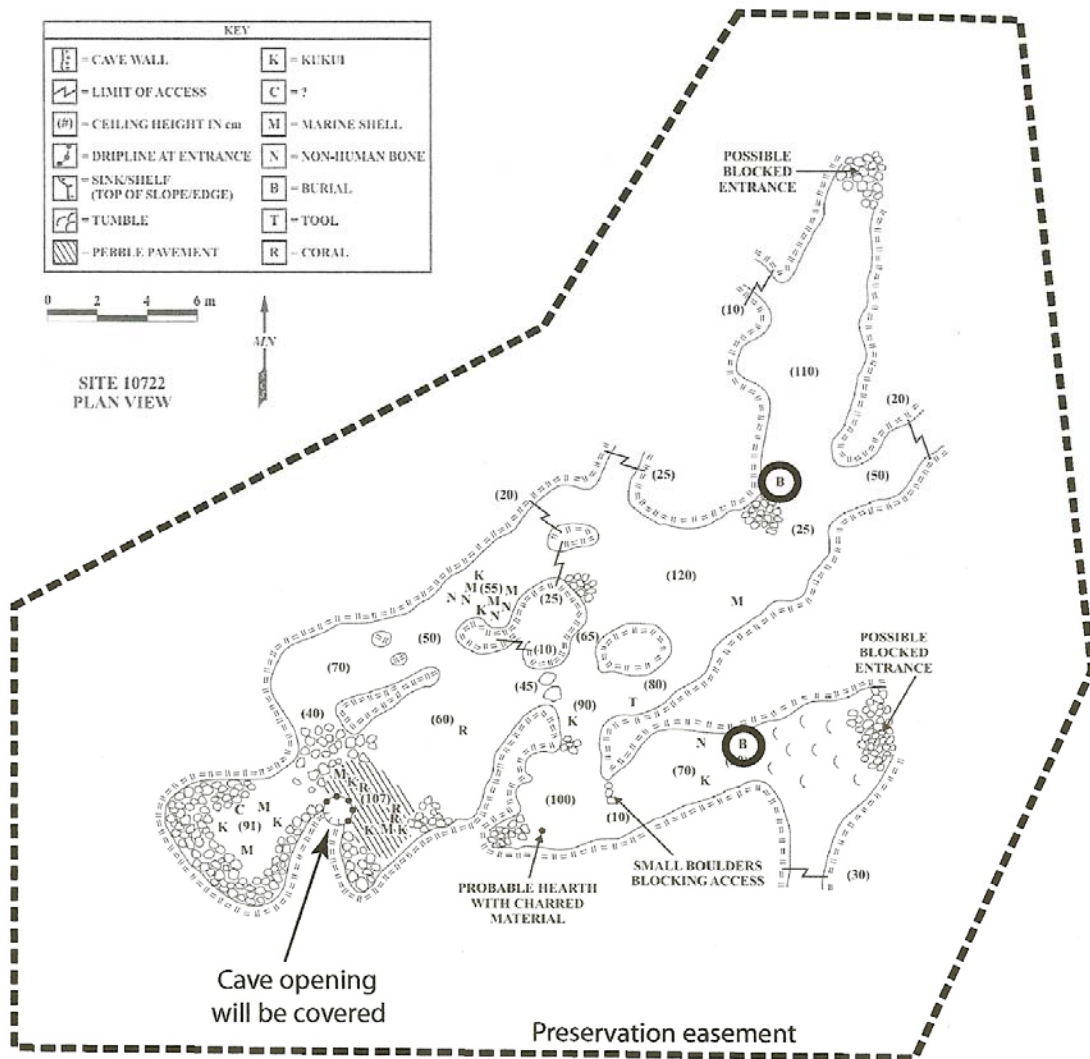 KEY
= CAVE WALL
= LIMIT OF ACCESS
(#) = CEILING HEIGHT IN cm
= DRIPLINE AT ENTRANCE
= SINK/SHELF
(TOP OF SLOPE/EDGE)
= TUMBLE
= PEBBLE PAVEMENT
K = KUKUI
C = ?
M = MARINE SHELL
N = NON-HUMAN BONE
B = BURIAL
T = TOOL
R = CORAL
0 2 4 6 m
MN
SITE 10722
PLAN VIEW
POSSIBLE
BLOCKED
ENTRANCE
(10)
(110)
(20)
(50)
(25)
B
(25)
(20)
(120)
K
M (55) M
N N M N
K N
(25)
M
(50)
(10)
(65)
POSSIBLE
BLOCKED
ENTRANCE
(70)
(45)
(80)
(90)
T
(40)
(60)
R
K
N
B
(70)
K
M
K R
(107)
R
R
K M K
C M
K (91) K
M
(100)
(10)
(30)
PROBABLE HEARTH
WITH CHARRED
MATERIAL
SMALL BOULDERS
BLOCKING ACCESS
Cave opening
will be covered
Preservation easement